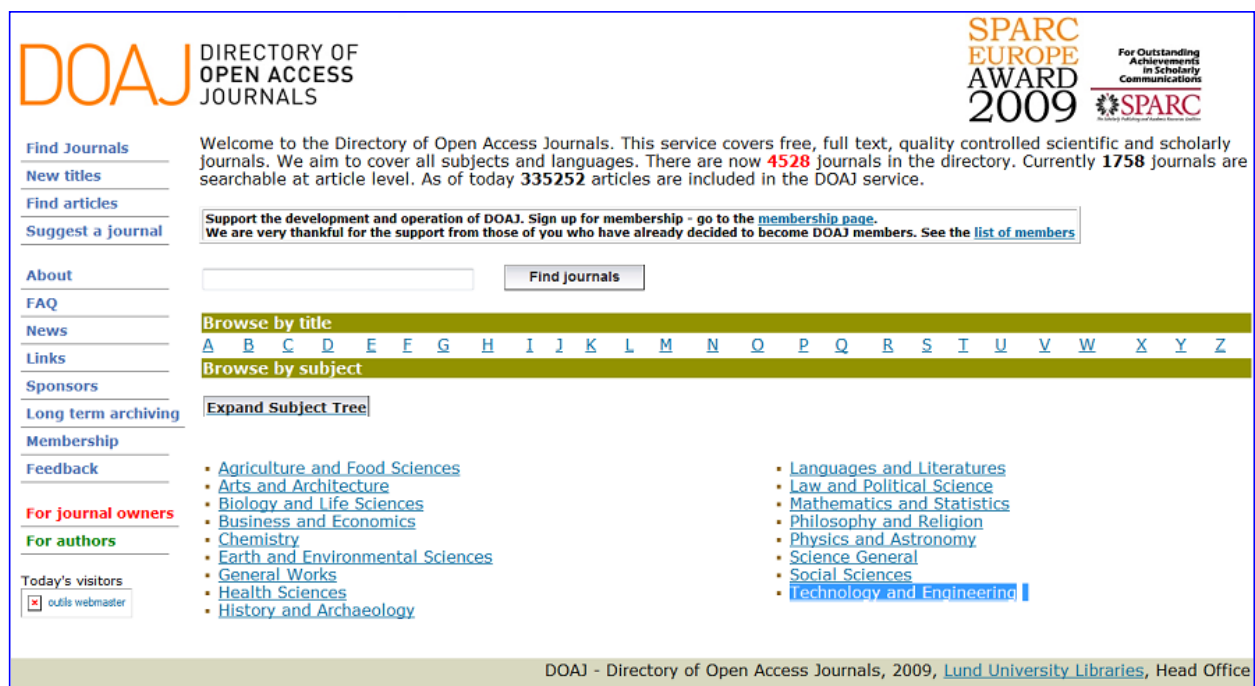 DOAJ DIRECTORY OF OPEN ACCESS JOURNALS
SPARC
EUROPE
AWARD
2009
For Outstanding
Achievements
in Scholarly
Communications
SPARC
Find Journals
New titles
Find articles
Suggest a journal
About
FAQ
News
Links
Sponsors
Long term archiving
Membership
Feedback
For journal owners
For authors
Today's visitors
outils webmaster
Welcome to the Directory of Open Access Journals. This service covers free, full text, quality controlled scientific and scholarly
journals. We aim to cover all subjects and languages. There are now 4528 journals in the directory. Currently 1758 journals are
searchable at article level. As of today 335252 articles are included in the DOAJ service.
Support the development and operation of DOAJ. Sign up for membership - go to the membership page.
We are very thankful for the support from those of you who have already decided to become DOAJ members. See the list of members
Find journals
Browse by title
A B C D E F G H I J K L M N O P Q R S T U V W X Y Z
Browse by subject
Expand Subject Tree
Agriculture and Food Sciences
Arts and Architecture
Biology and Life Sciences
Business and Economics
Chemistry
Earth and Environmental Sciences
General Works
Health Sciences
History and Archaeology
Languages and Literatures
Law and Political Science
Mathematics and Statistics
Philosophy and Religion
Physics and Astronomy
Science General
Social Sciences
Technology and Engineering
DOAJ - Directory of Open Access Journals, 2009, Lund University Libraries, Head Office